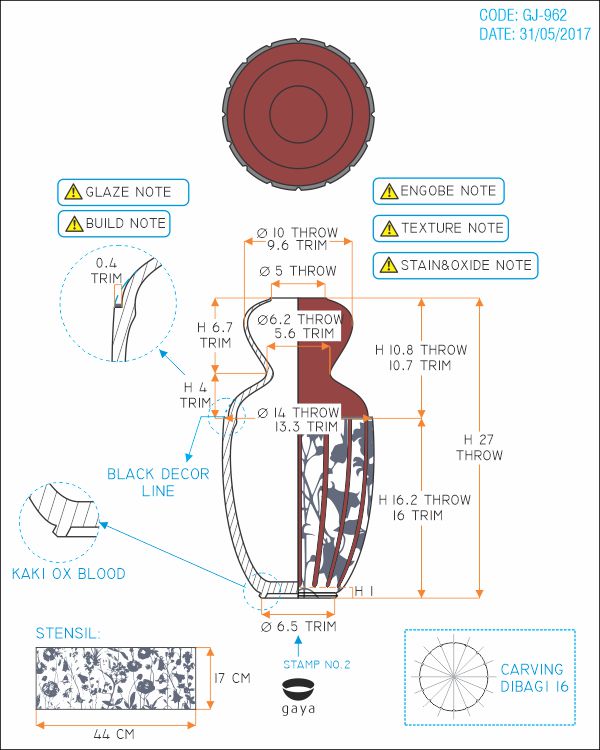 CODE: GJ-962
DATE: 31/05/2017
GLAZE NOTE
BUILD NOTE
ENGOBE NOTE
TEXTURE NOTE
STAIN&OXIDE NOTE
Ø 10 THROW
9.6 TRIM
Ø 5 THROW
0.4
TRIM
Ø6.2 THROW
5.6 TRIM
H 6.7
TRIM
H 10.8 THROW
10.7 TRIM
H 4
TRIM
Ø 14 THROW
13.3 TRIM
H 27
THROW
BLACK DECOR
LINE
H 16.2 THROW
16 TRIM
KAKI OX BLOOD
H 1
Ø 6.5 TRIM
STENSIL:
17 CM
44 CM
STAMP NO.2
gaya
CARVING
DIBAGI 16